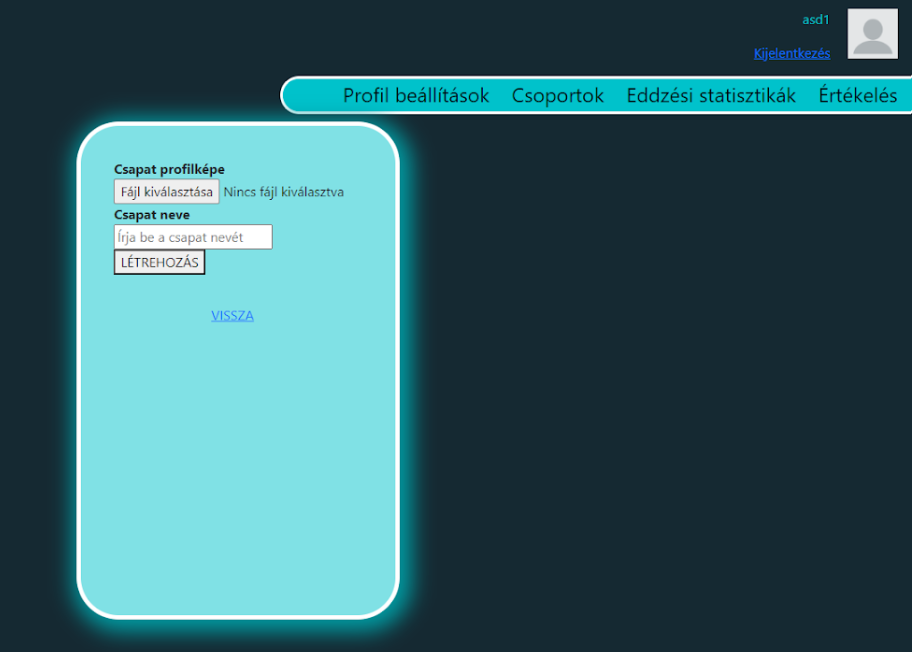 asd1
Kijelentkezés
Profil beállítások Csoportok Eddzési statisztikák Értékelés
Csapat profilképe
Fájl kiválasztása Nincs fájl kiválasztva
Csapat neve
Írja be a csapat nevét
LÉTREHOZÁS
VISSZA